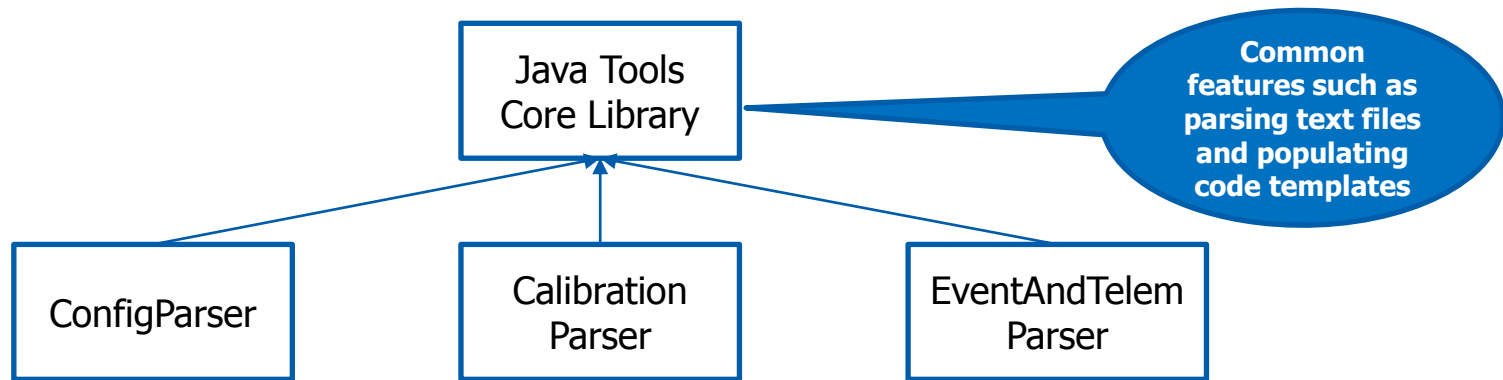 Java Tools
Core Library
Common
features such as
parsing text files
and populating
code templates
ConfigParser
Calibration
Parser
EventAndTelem
Parser